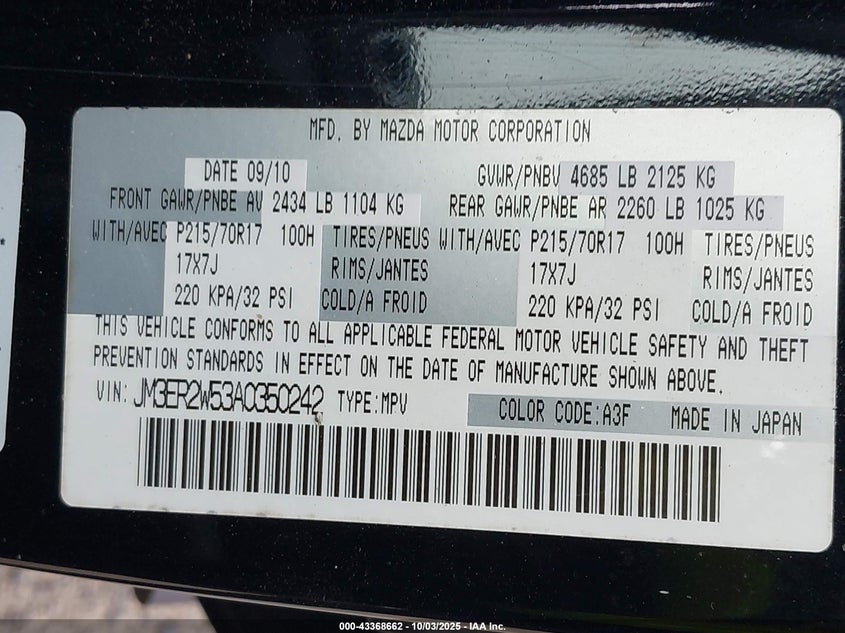 MFD. BY MAZDA MOTOR CORPORATION
DATE 09/10 GVWR/PNBV 4685 LB 2125 KG
FRONT GAWR/PNBE AV 2434 LB 1104 KG REAR GAWR/PNBE AR 2260 LB 1025 KG
WITH/AVEC P215/70R17 100H TIRES/PNEUS WITH/AVEC P215/70R17 100H TIRES/PNEUS
17X7J RIMS/JANTES 17X7J RIMS/JANTES
220 KPA/32 PSI COLD/A FROID 220 KPA/32 PSI COLD/A FROID
THIS VEHICLE CONFORMS TO ALL APPLICABLE FEDERAL MOTOR VEHICLE SAFETY AND THEFT
PREVENTION STANDARDS IN EFFECT ON THE DATE OF MANUFACTURE SHOWN ABOVE.
VIN: JM3ER2W53A0350242 TYPE:MPV COLOR CODE:A3F MADE IN JAPAN
000-43368662 - 10/03/2025 - IAA Inc.